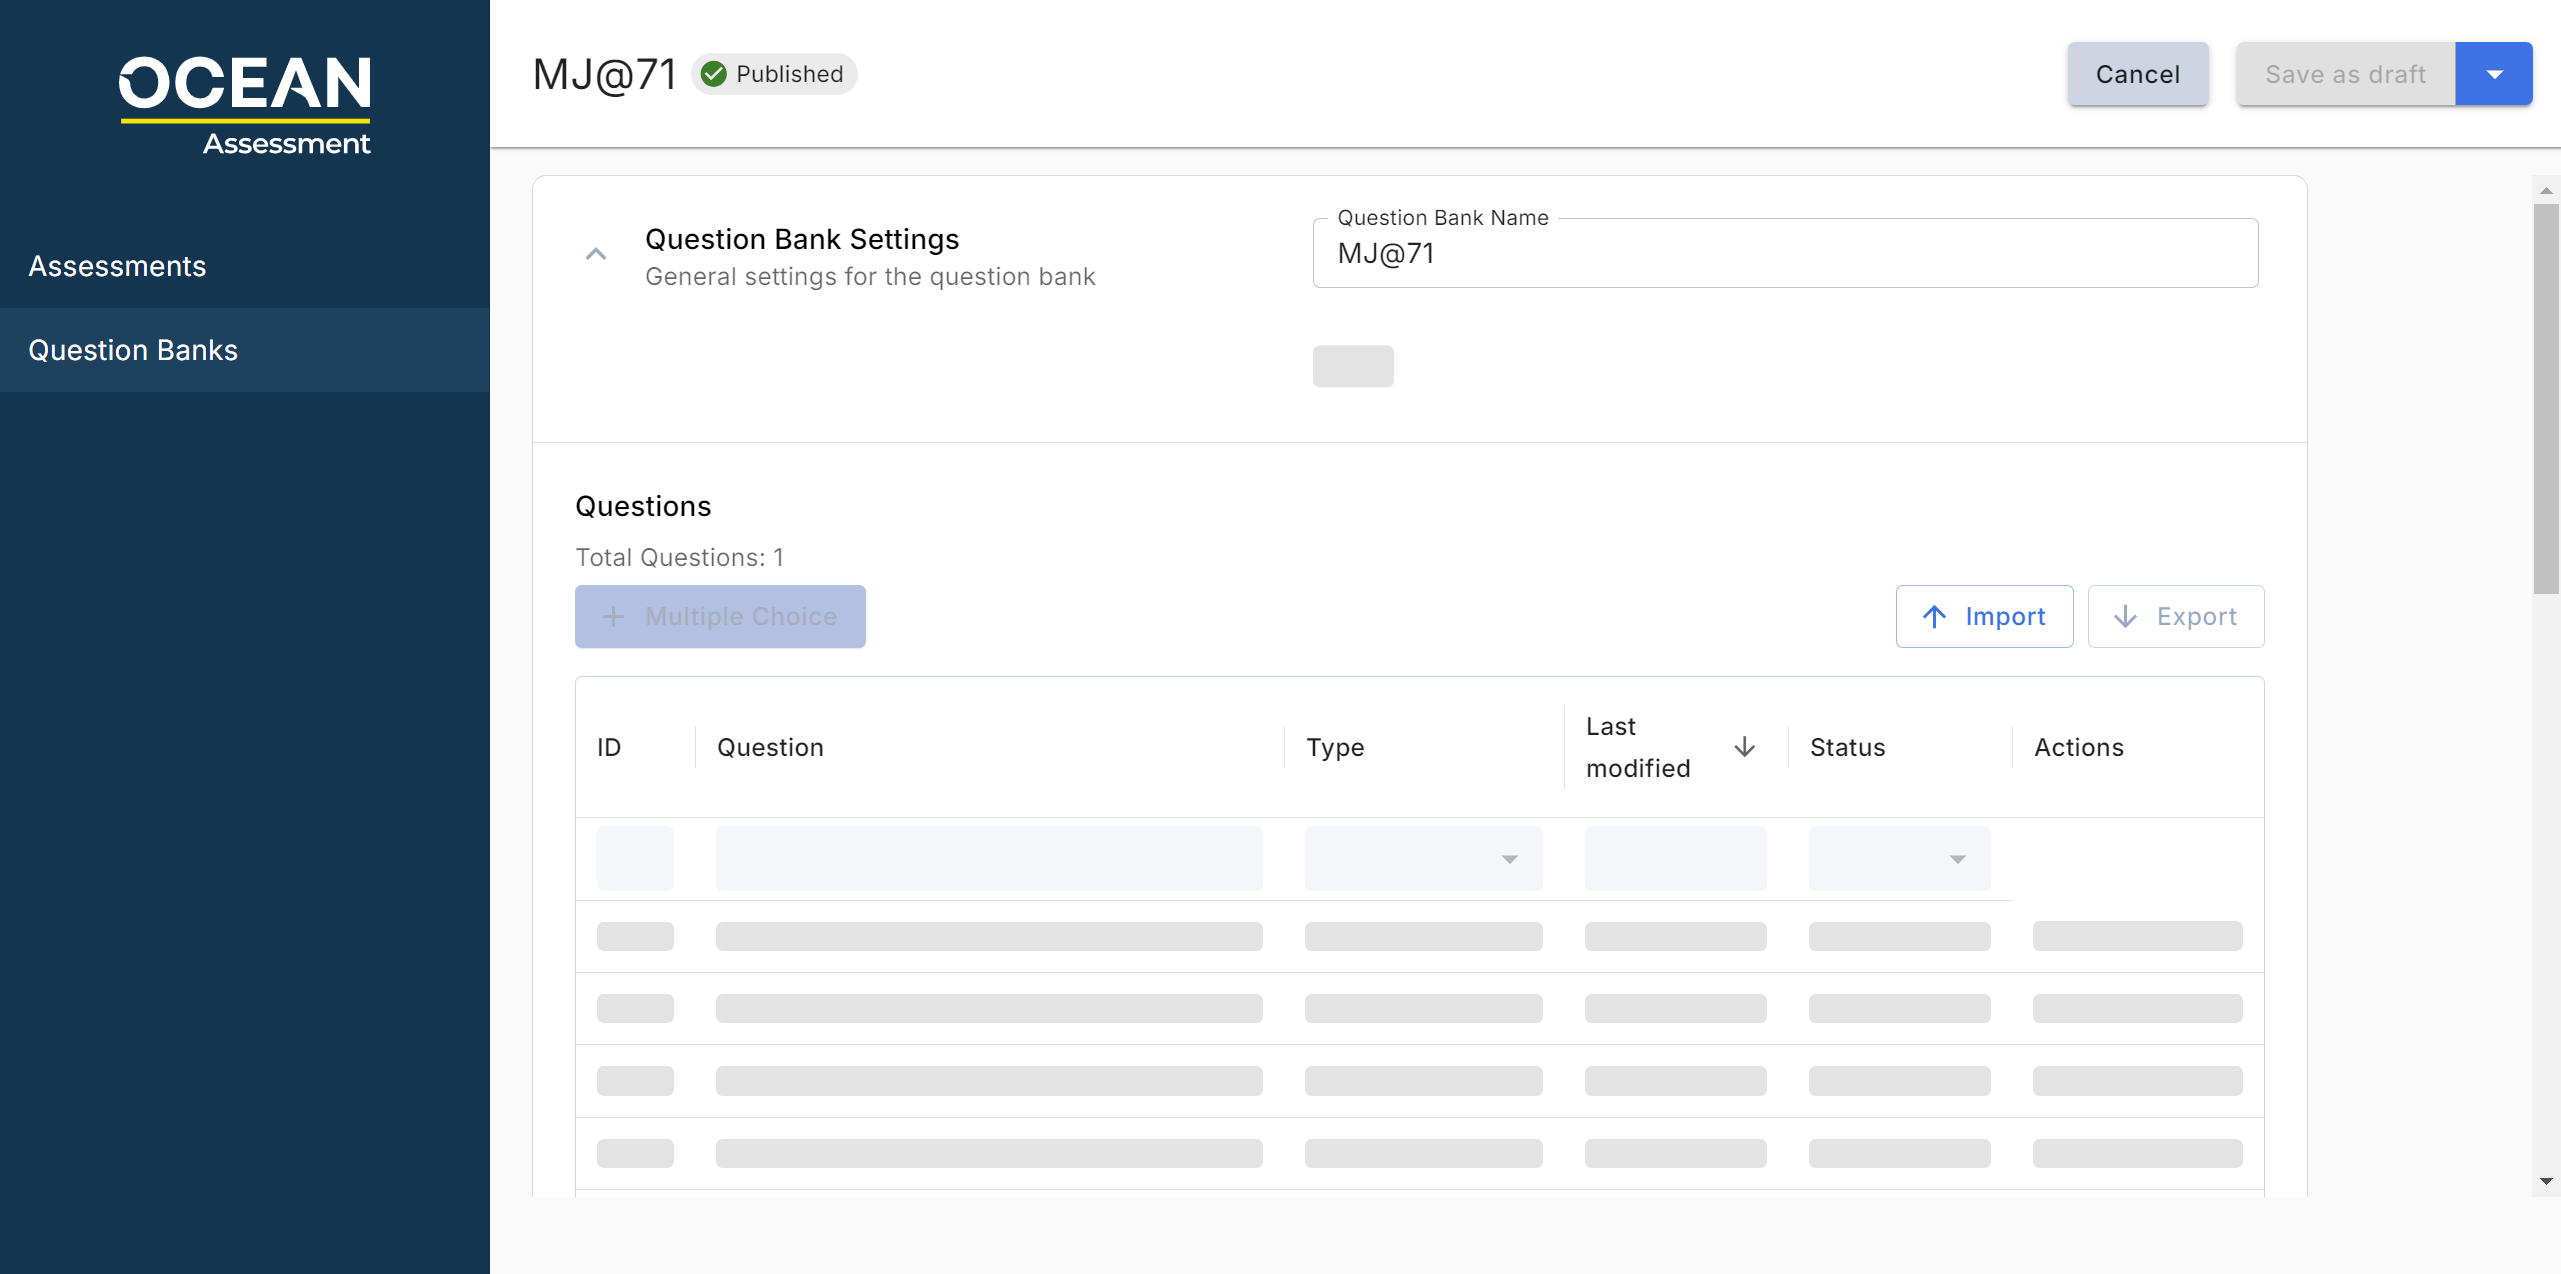 OCEAN
Assessment
Assessments
Question Banks
MJ@71
Published
Cancel
Save as draft
Question Bank Settings
General settings for the question bank
Question Bank Name
MJ@71
Questions
Total Questions: 1
Multiple Choice
Import
Export
ID
Question
Type
Last
modified
Status
Actions